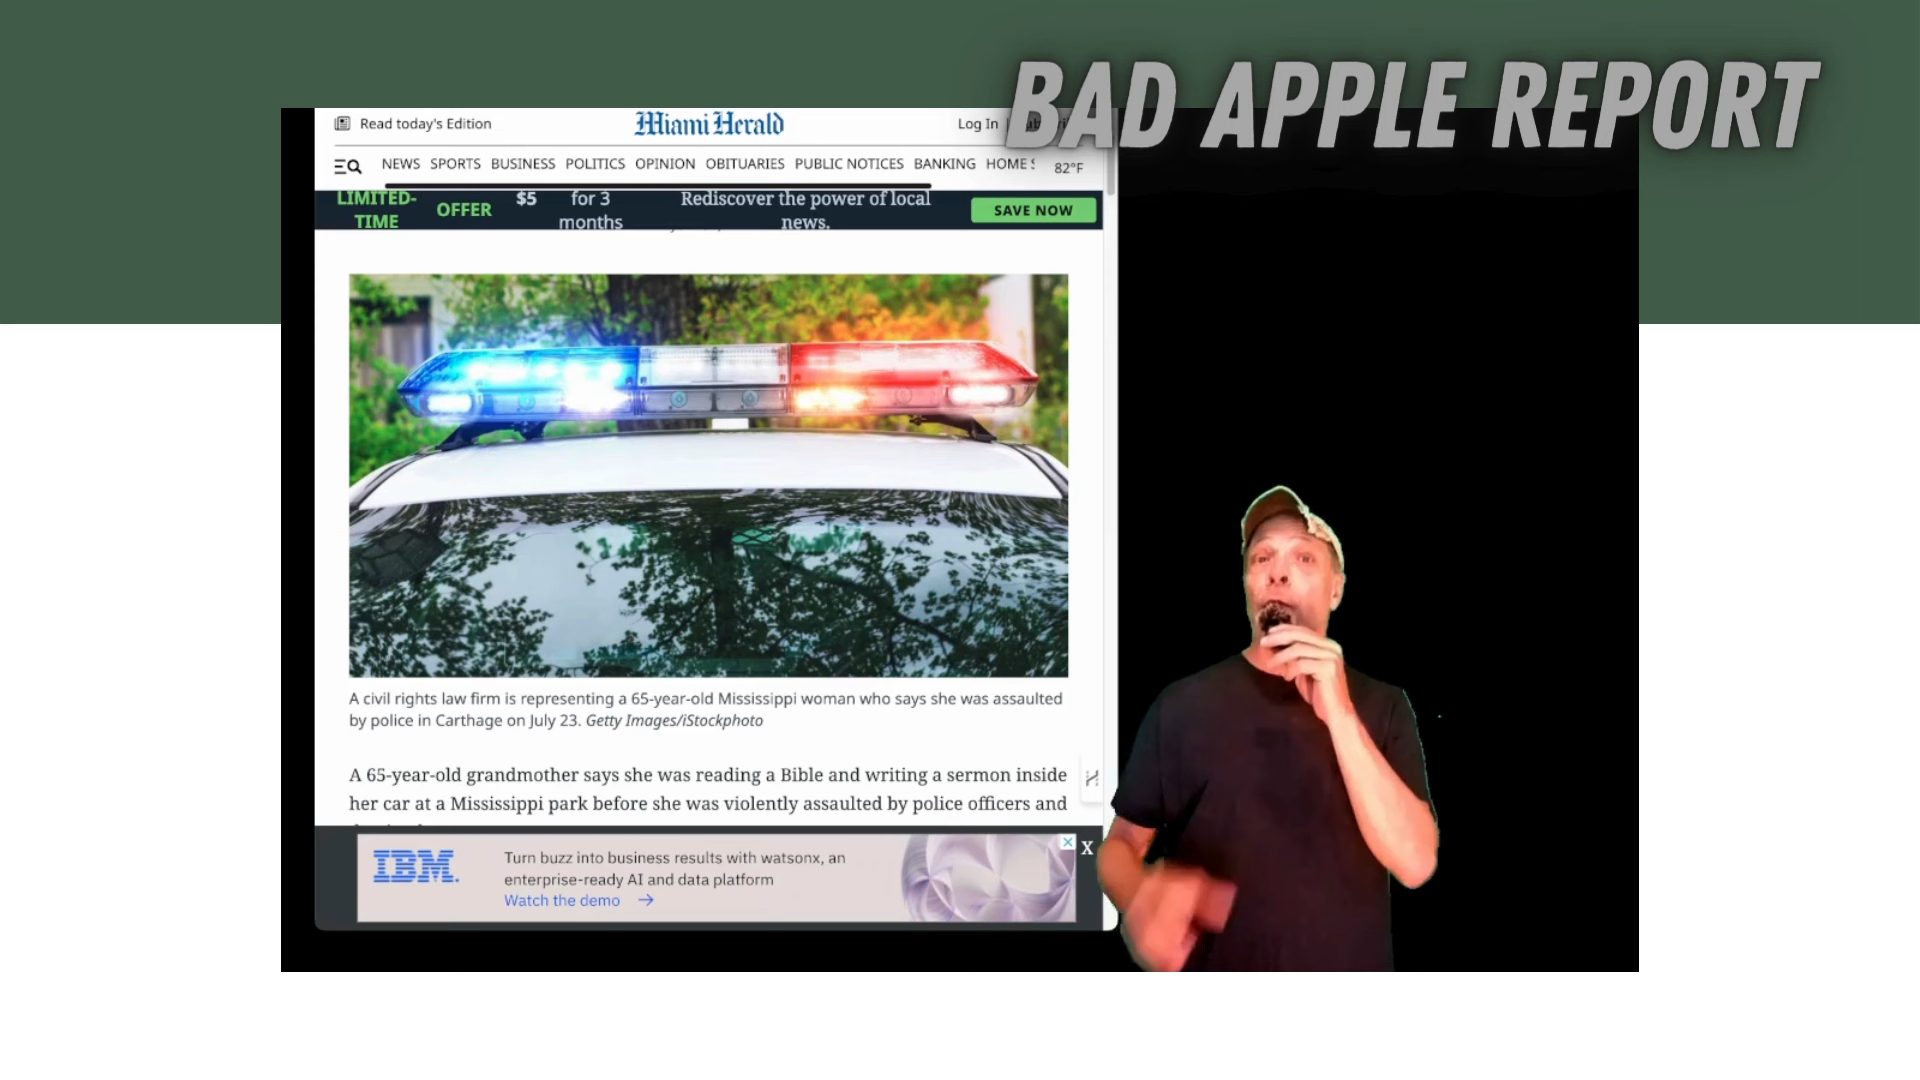 BAD APPLE REPORT
Read today's Edition
Miami Herald
Log In
NEWS SPORTS BUSINESS POLITICS OPINION OBITUARIES PUBLIC NOTICES BANKING HOME
82°F
LIMITED-
TIME
OFFER
$5
for 3
months
Rediscover the power of local
news.
SAVE NOW
A civil rights law firm is representing a 65-year-old Mississippi woman who says she was assaulted
by police in Carthage on July 23. Getty Images/iStockphoto
A 65-year-old grandmother says she was reading a Bible and writing a sermon inside
her car at a Mississippi park before she was violently assaulted by police officers and
IBM.
Turn buzz into business results with watsonx, an
enterprise-ready AI and data platform
Watch the demo →
X